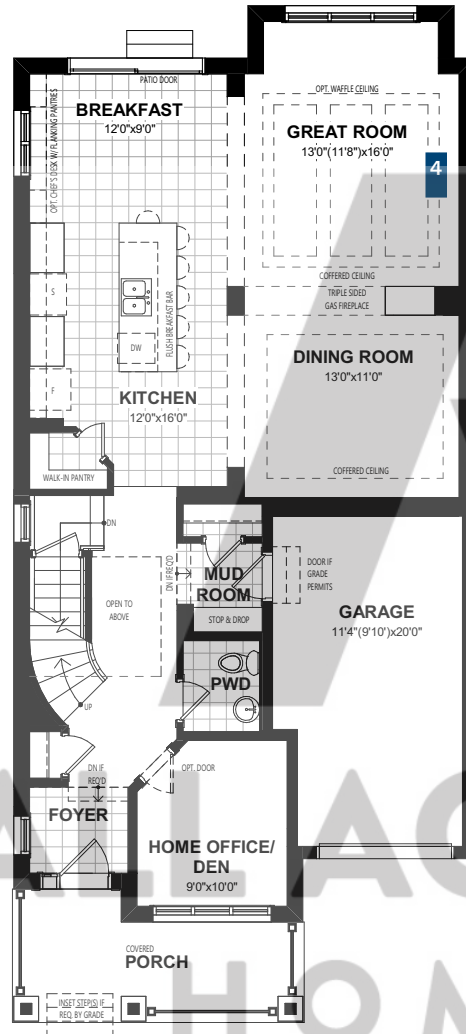 PATIO DOOR
BREAKFAST
12'0"x9'0"
OPT. CHEF'S DESK W/ FLANKING PANTRIES
OPT. WAFFLE CEILING
GREAT ROOM
13'0"(11'8")x16'0"
4
COFFERED CEILING
TRIPLE SIDED
GAS FIREPLACE
S
DW
FLUSH BREAKFAST BAR
F
KITCHEN
12'0"x16'0"
DINING ROOM
13'0"x11'0"
COFFERED CEILING
WALK-IN PANTRY
DN
OPEN TO
ABOVE
DN IF REQ'D
MUD
ROOM
STOP & DROP
DOOR IF
GRADE
PERMITS
GARAGE
11'4"(9'10')x20'0"
PWD
UP
DN IF
REQ'D
OPT. DOOR
FOYER
HOME OFFICE/
DEN
9'0"x10'0"
COVERED
PORCH
INSET STEP(S) IF
REQ. BY GRADE
ALLAC
HOM